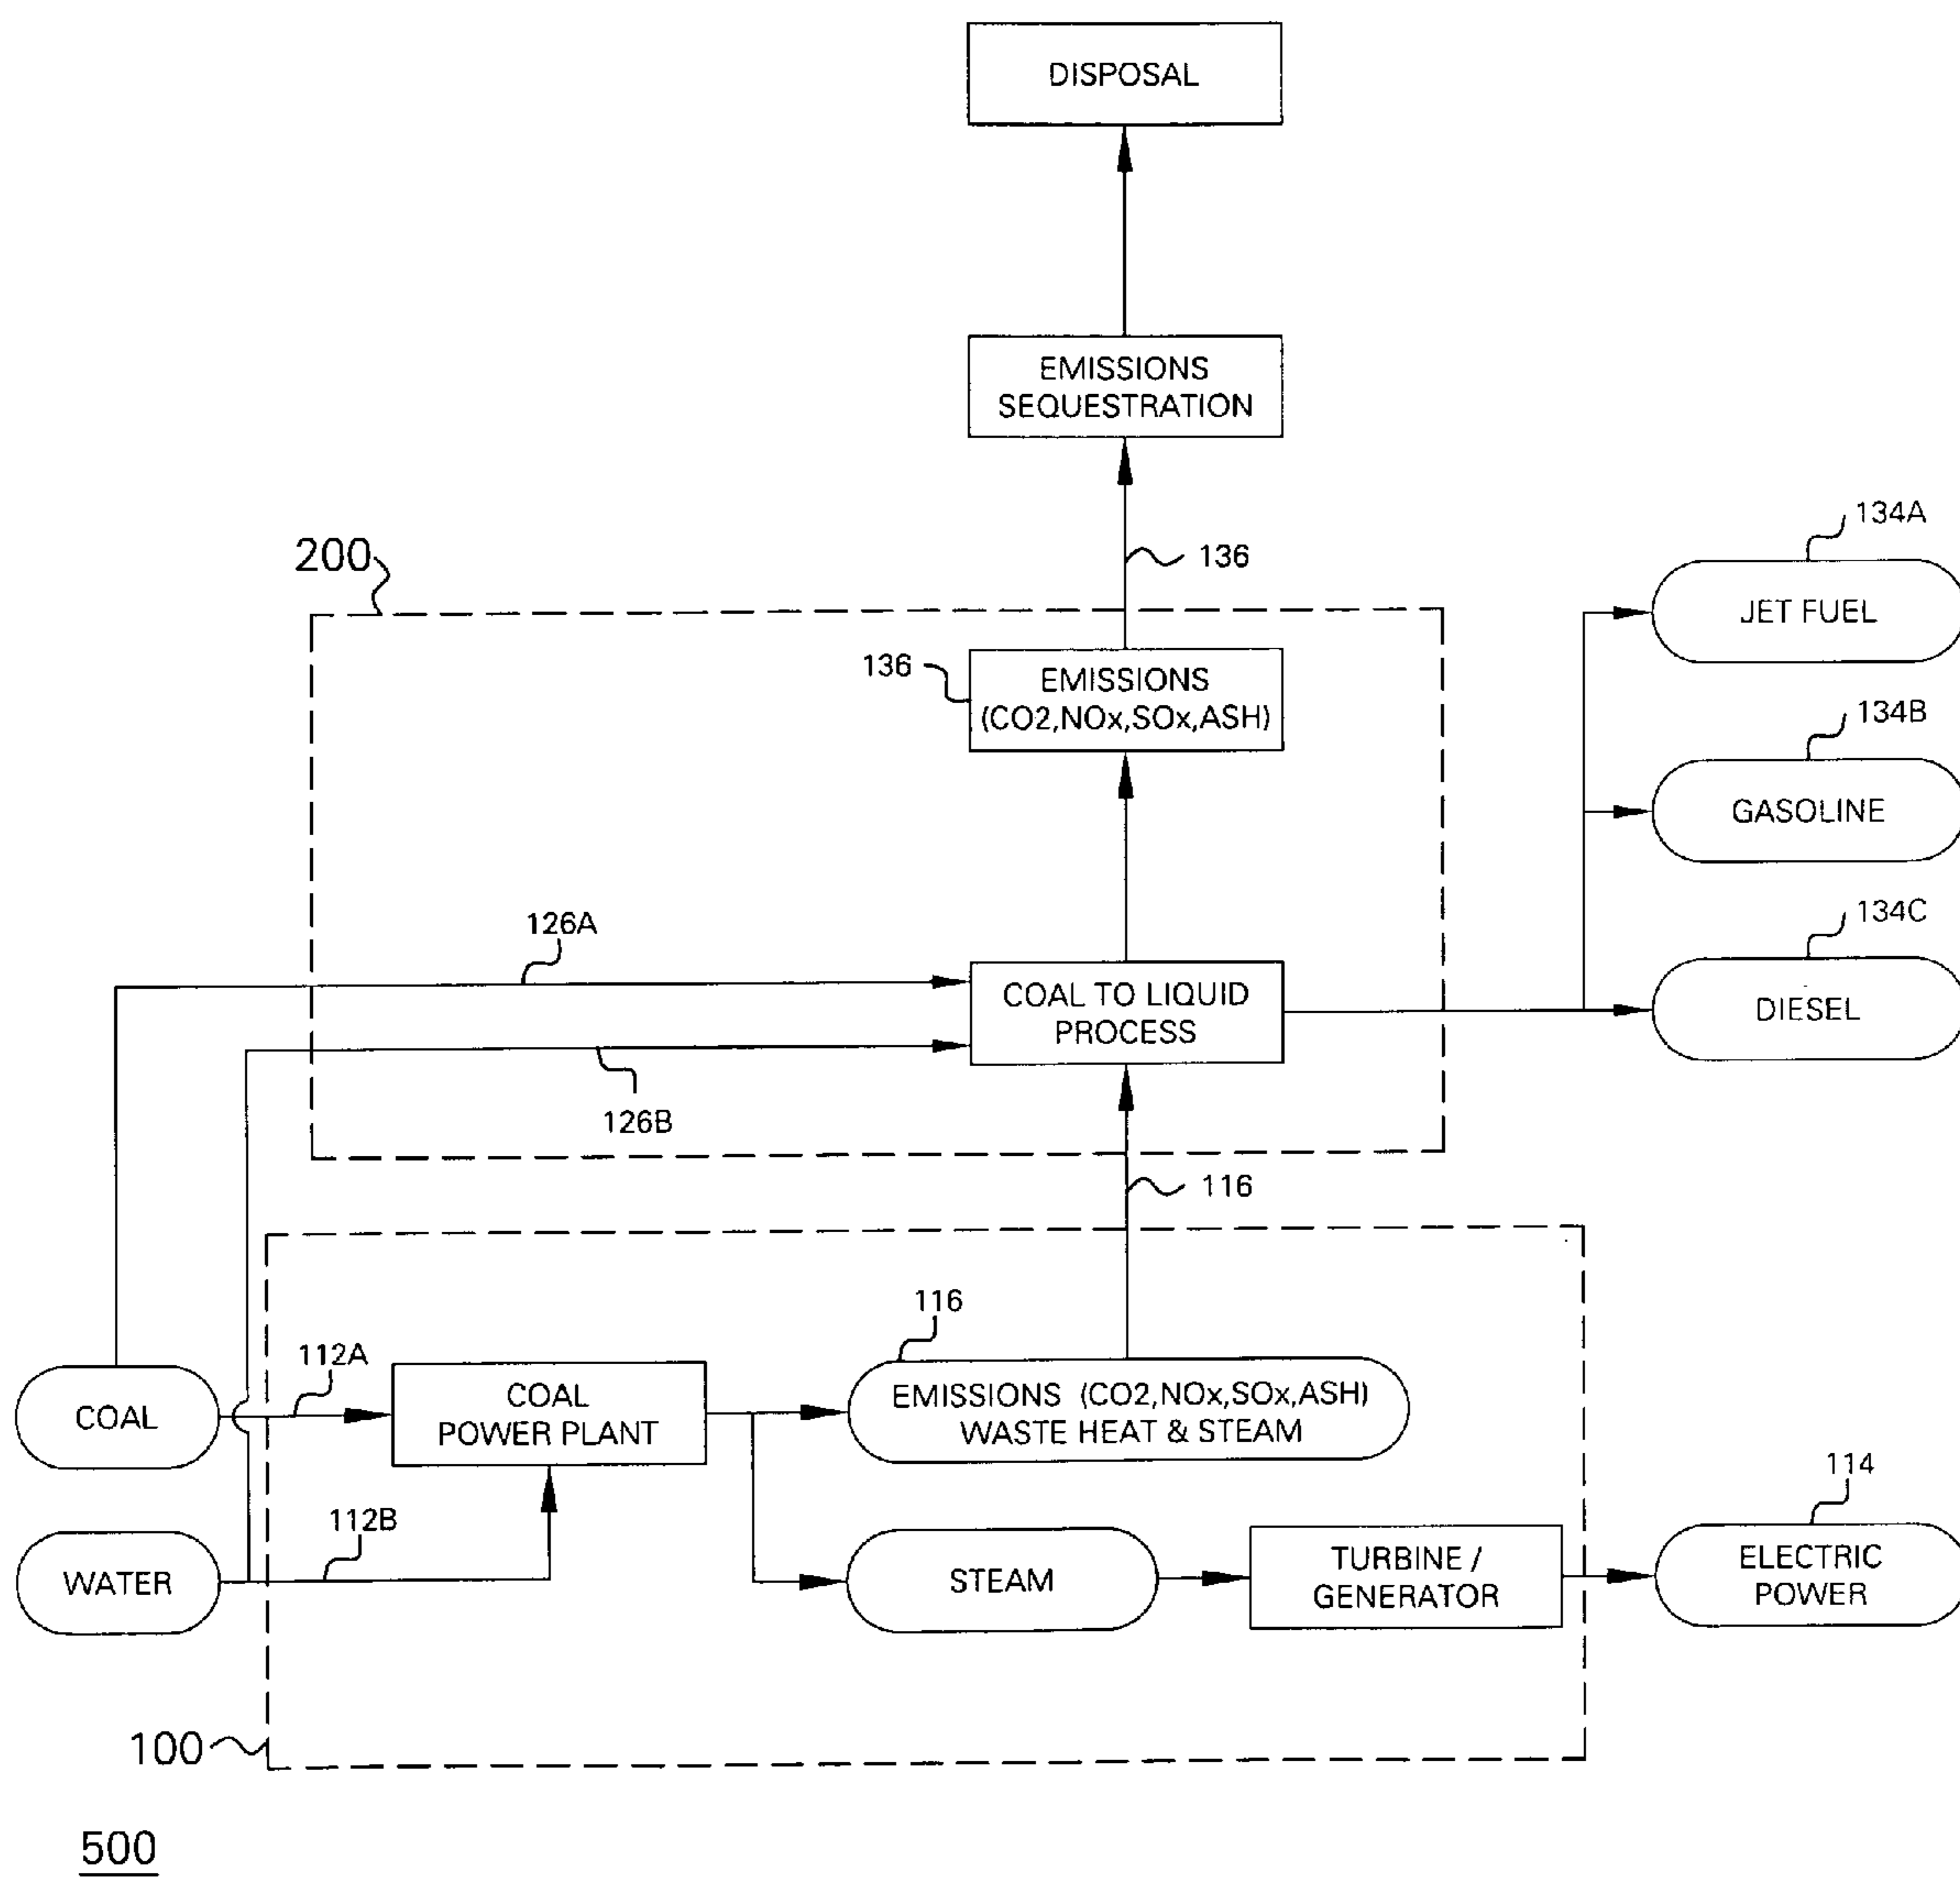 DISPOSAL
EMISSIONS
SEQUESTRATION
136
134A
JET FUEL
200
136
EMISSIONS
(CO2,NOx,SOx,ASH)
134B
GASOLINE
126A
134C
COAL TO LIQUID
PROCESS
DIESEL
126B
116
116
112A
COAL
COAL
POWER PLANT
EMISSIONS (CO2,NOx,SOx,ASH)
WASTE HEAT & STEAM
114
112B
WATER
STEAM
TURBINE /
GENERATOR
ELECTRIC
POWER
100
500